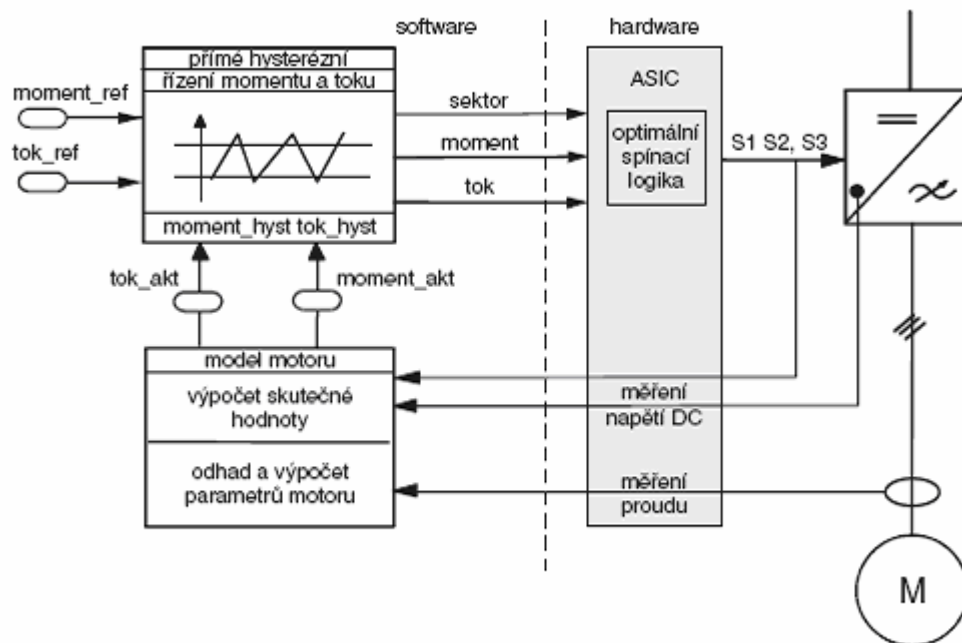 software
hardware
přímé hysterézní
řízení momentu a toku
moment_ref
tok_ref
sektor
moment
tok
ASIC
optimální
spínací
logika
S1 S2, S3
moment_hyst tok_hyst
tok_akt
moment_akt
model motoru
výpočet skutečné
hodnoty
odhad a výpočet
parametrů motoru
měření
napětí DC
měření
proudu
M